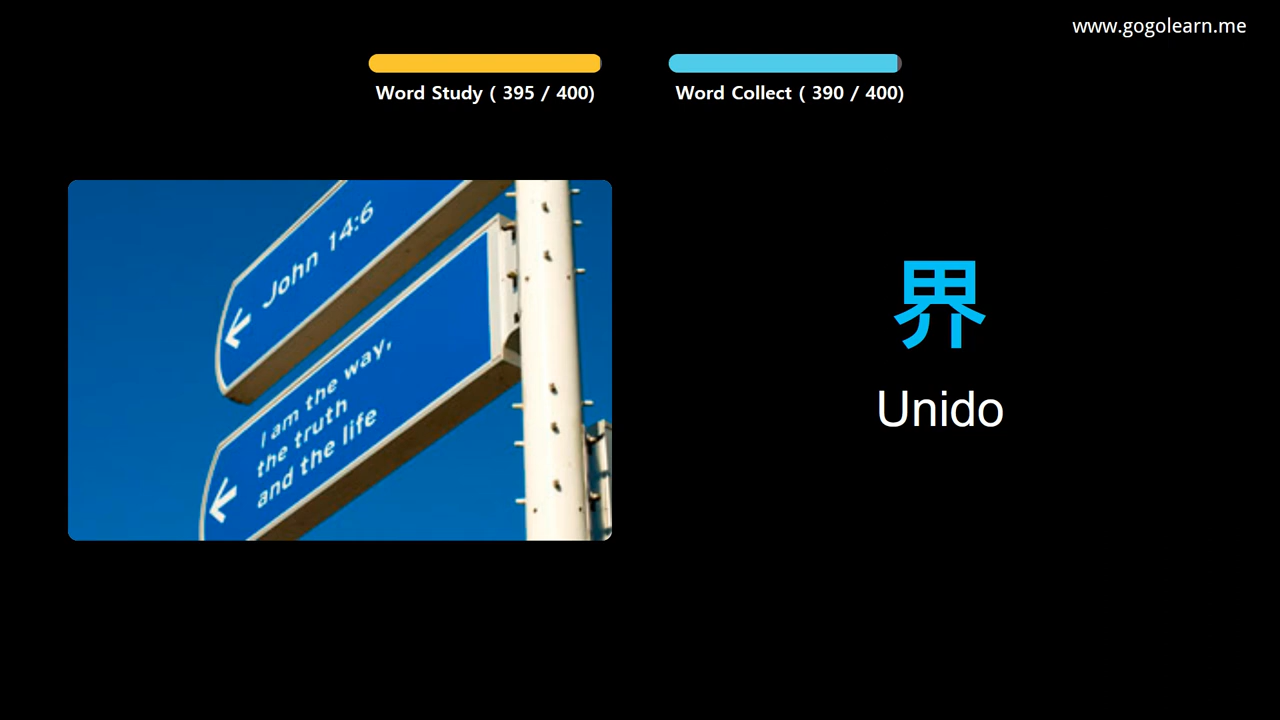 www.gogolearn.me
Word Study ( 395 / 400)
Word Collect ( 390 / 400)
John 14:6
I am the way,
the truth
and the life
界
Unido